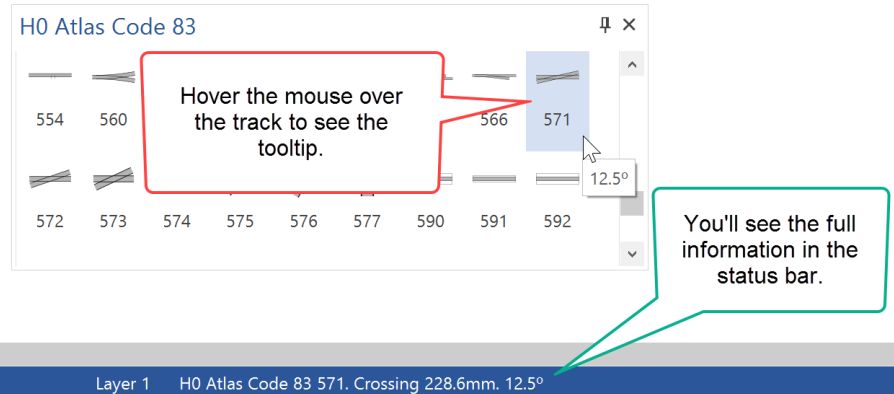 H0 Atlas Code 83
Hover the mouse over
the track to see the
tooltip.
554 560 566 571
12.5º
572 573 574 575 576 577 590 591 592
You'll see the full
information in the
status bar.
Layer 1 H0 Atlas Code 83 571. Crossing 228.6mm. 12.5º